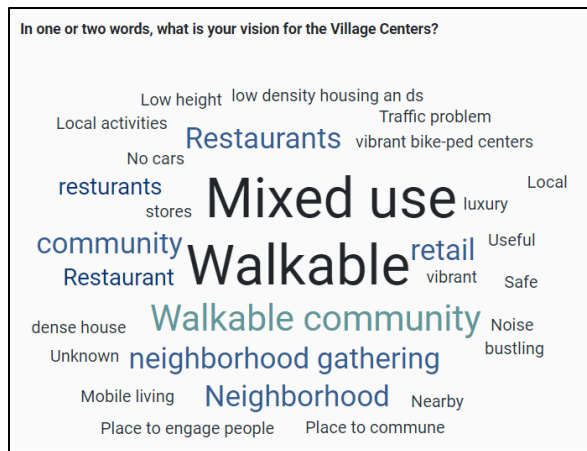 In one or two words, what is your vision for the Village Centers?
Low height
low density housing an ds
Local activities
Restaurants
Traffic problem
vibrant bike-ped centers
No cars
resturants
stores
Mixed use
luxury
Local
community
Walkable
retail
Useful
Restaurant
vibrant
Safe
dense house
Walkable community
Noise
Unknown
neighborhood gathering
bustling
Mobile living
Neighborhood
Nearby
Place to engage people
Place to commune